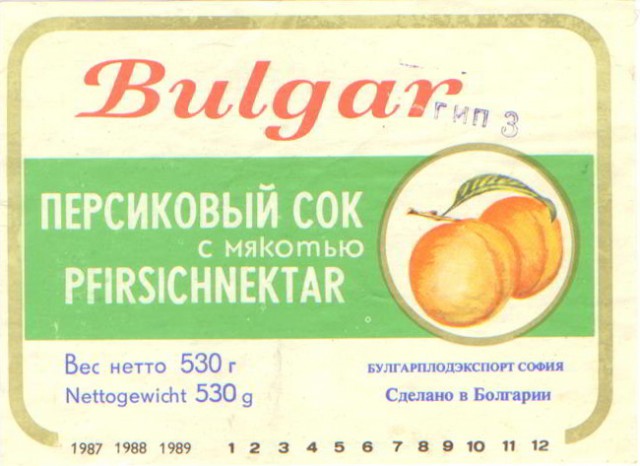 Bulgar
гип 3
ПЕРСИКОВЫЙ СОК
с мякотью
PFIRSICHNEKTAR
Вес нетто 530 г
Nettogewicht 530 g
БУЛГАРПЛОДЭКСПОРТ СОФИЯ
Сделано в Болгарии
1987 1988 1989 1 2 3 4 5 6 7 8 9 10 11 12